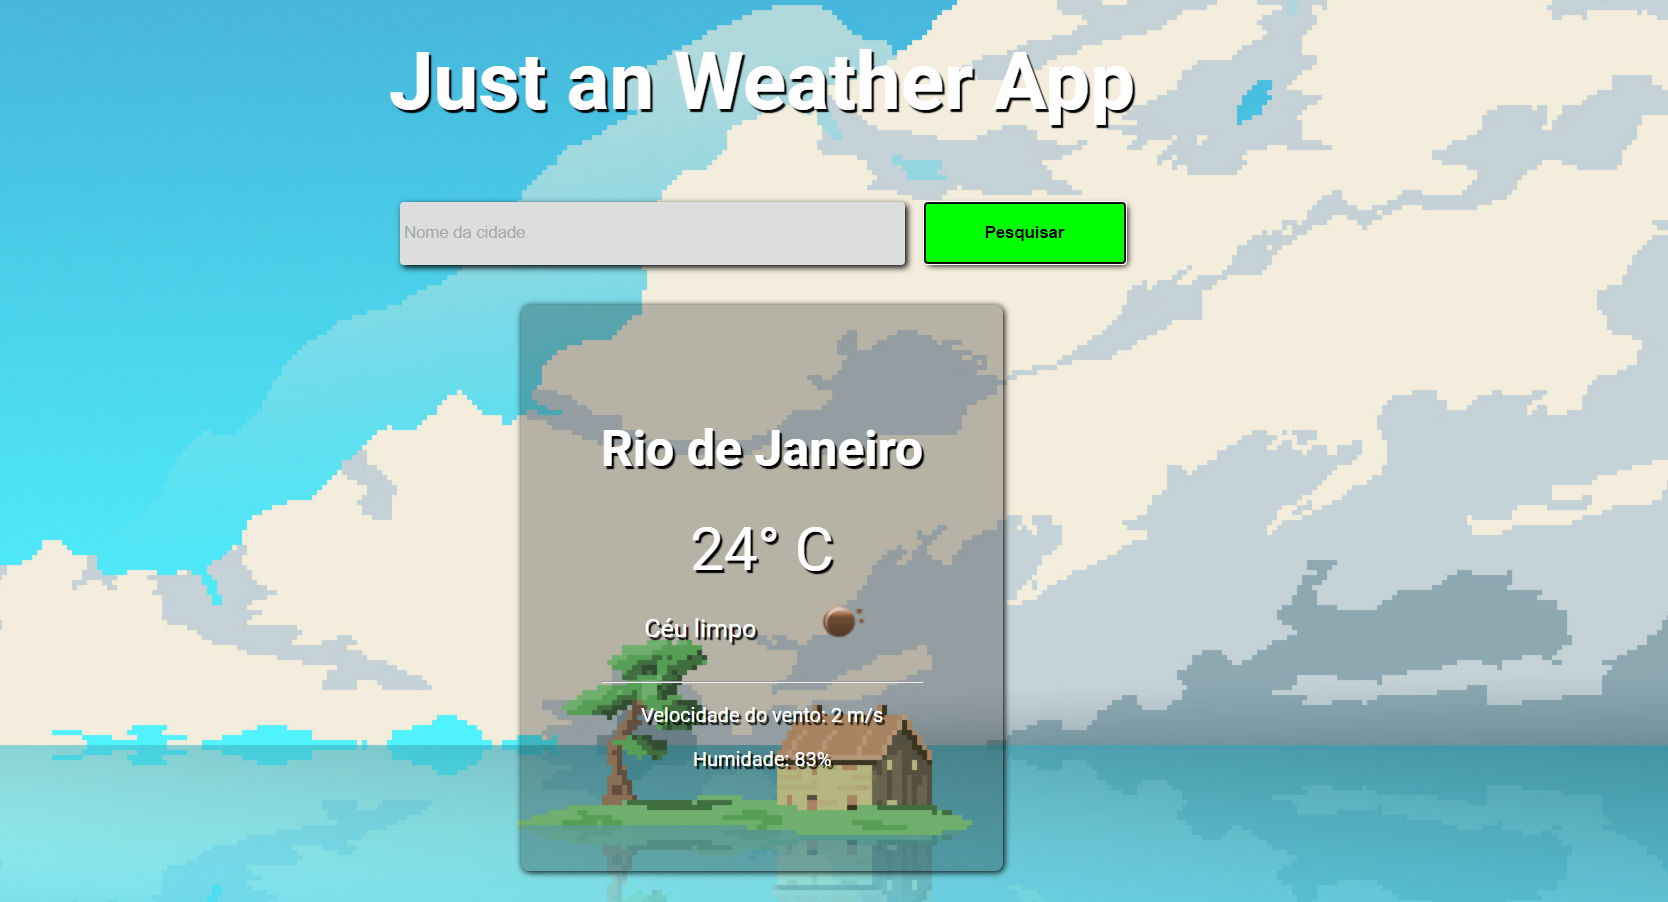 Just an Weather App
Nome da cidade
Pesquisar
Rio de Janeiro
24° C
Céu limpo
Velocidade do vento: 2 m/s
Humidade: 83%